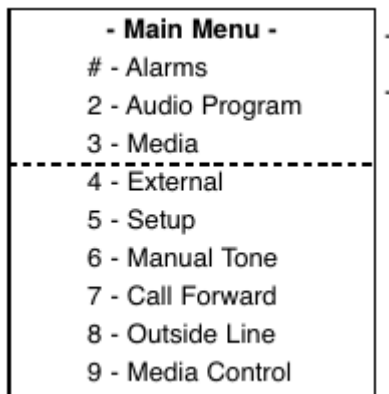 - Main Menu -
# - Alarms
2 - Audio Program
3 - Media
4 - External
5 - Setup
6 - Manual Tone
7 - Call Forward
8 - Outside Line
9 - Media Control